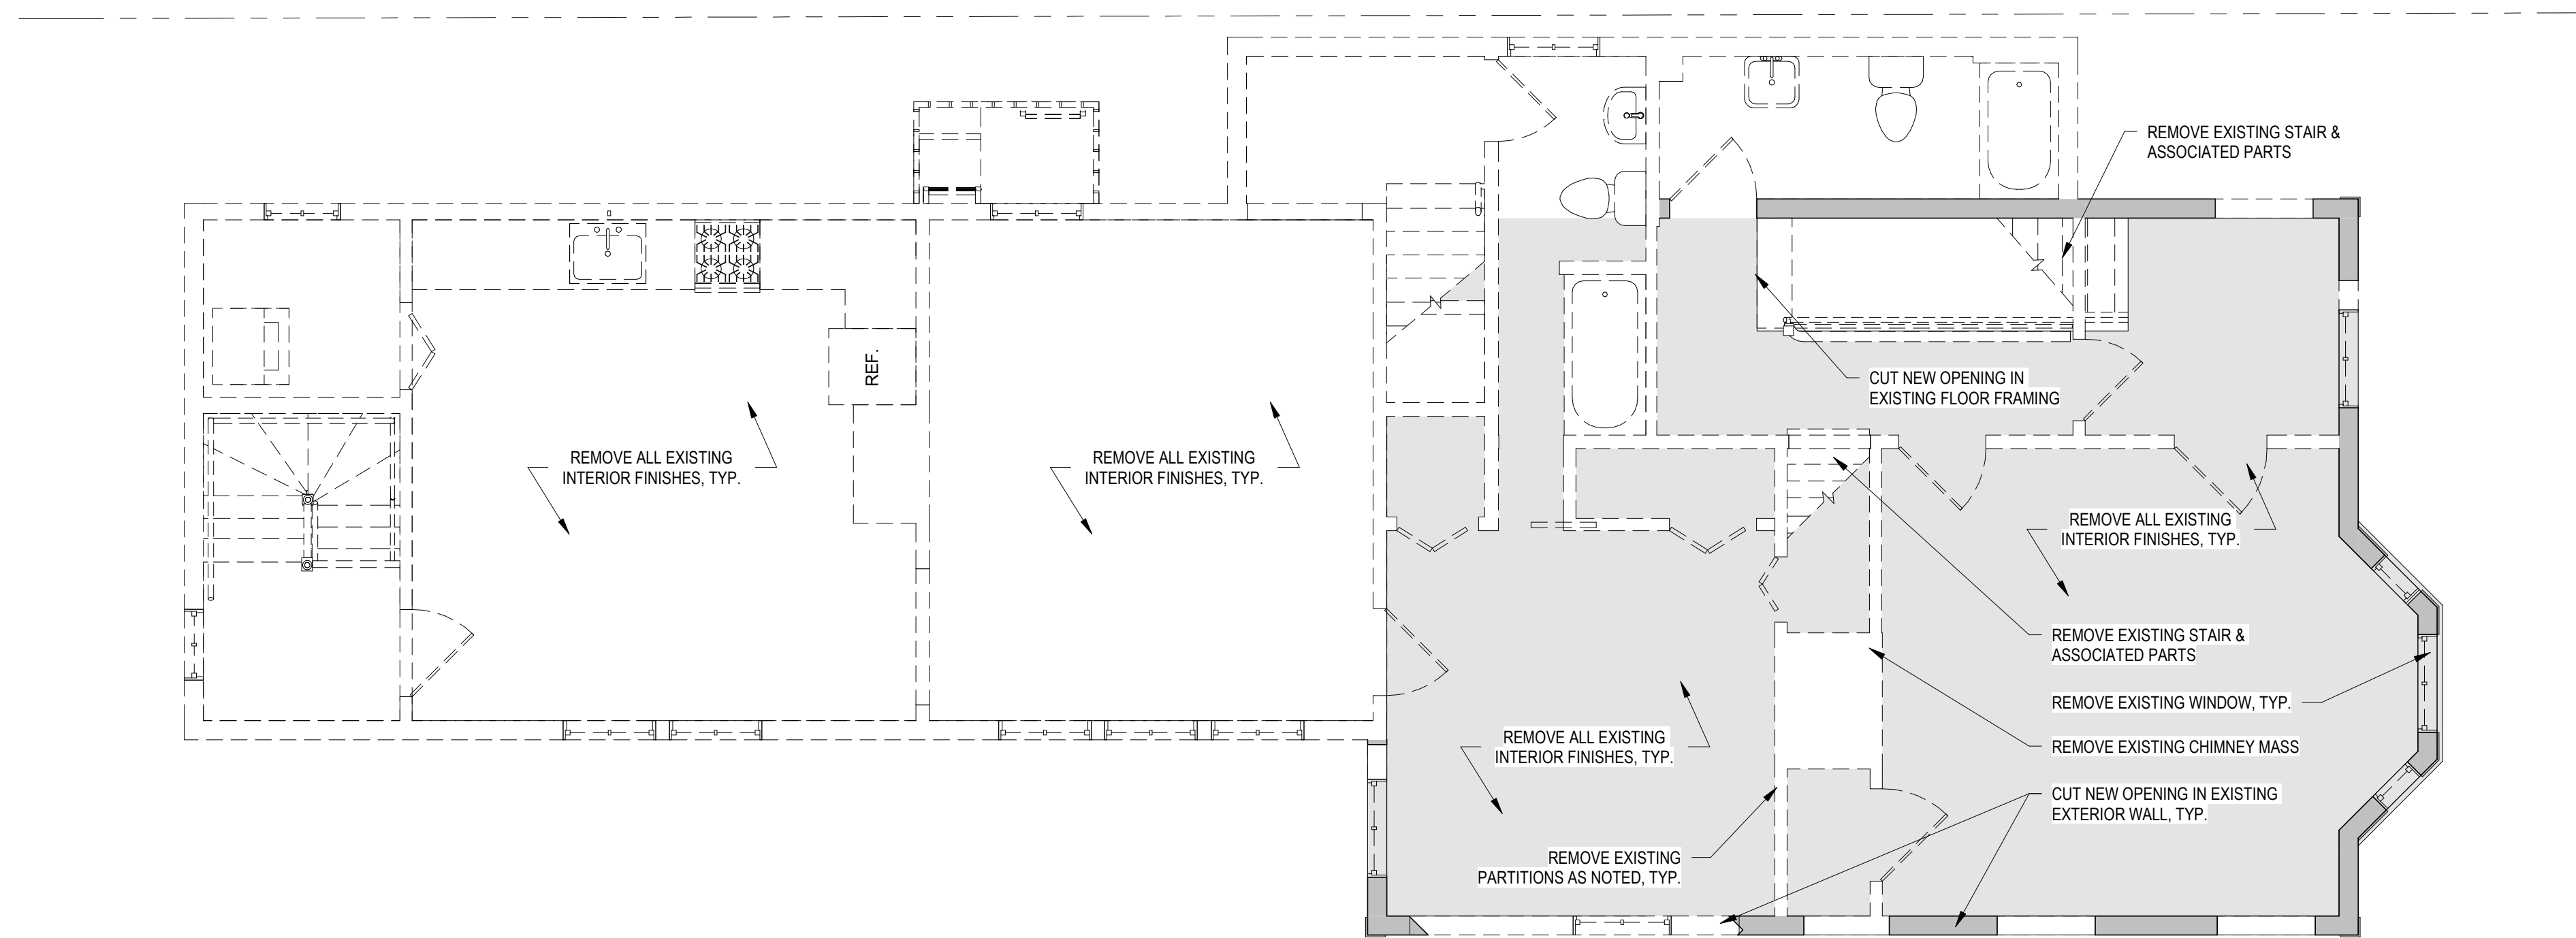 REMOVE EXISTING STAIR &
ASSOCIATED PARTS
REF.
CUT NEW OPENING IN
EXISTING FLOOR FRAMING
REMOVE ALL EXISTING
INTERIOR FINISHES, TYP.
REMOVE ALL EXISTING
INTERIOR FINISHES, TYP.
REMOVE ALL EXISTING
INTERIOR FINISHES, TYP.
REMOVE EXISTING STAIR &
ASSOCIATED PARTS
REMOVE EXISTING WINDOW, TYP.
REMOVE ALL EXISTING
INTERIOR FINISHES, TYP.
REMOVE EXISTING CHIMNEY MASS
CUT NEW OPENING IN EXISTING
EXTERIOR WALL, TYP.
REMOVE EXISTING
PARTITIONS AS NOTED, TYP.